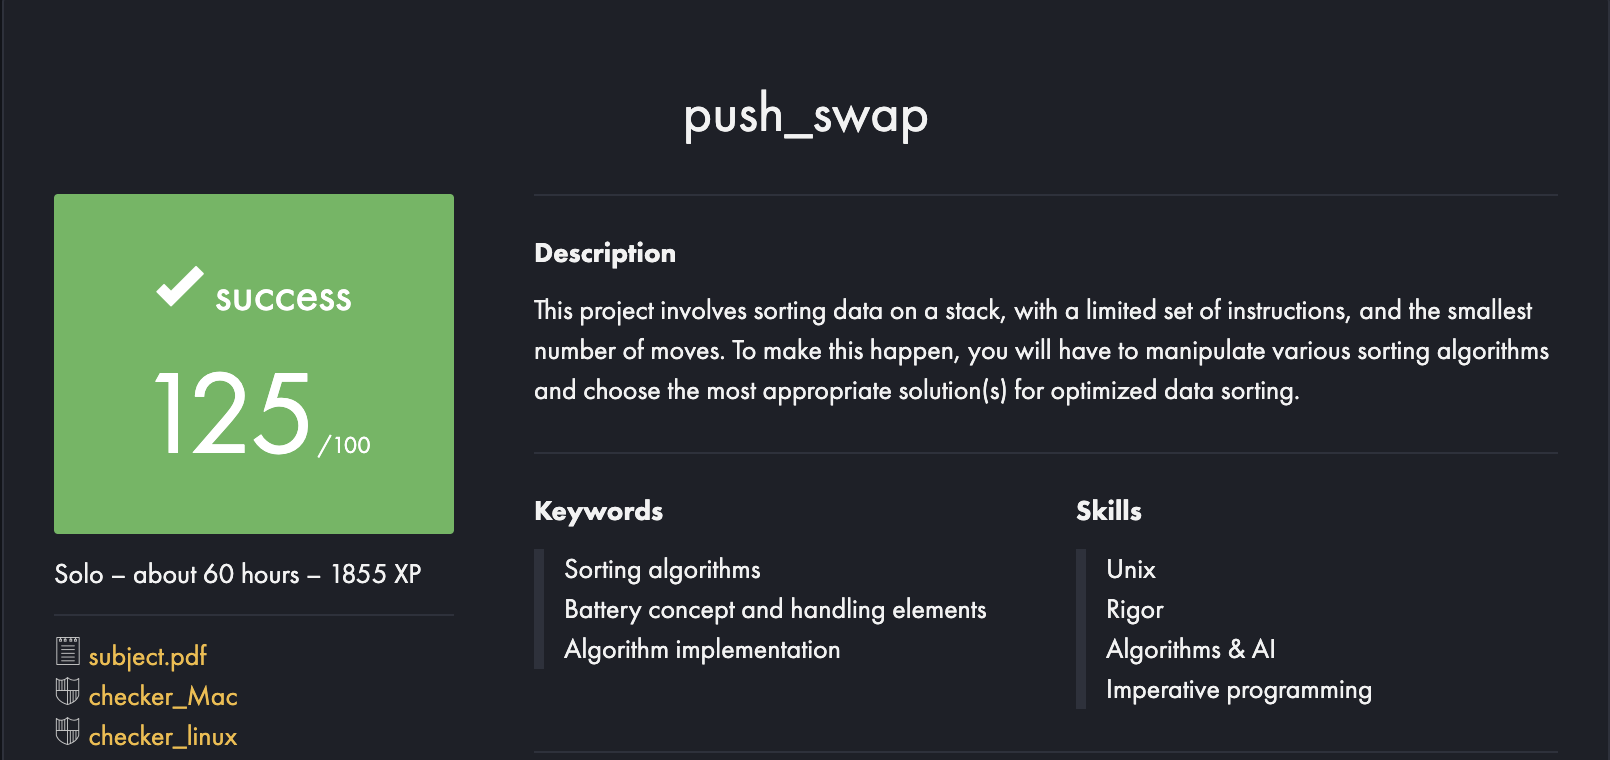 push_swap
success
125/100
Solo – about 60 hours – 1855 XP
subject.pdf
checker_Mac
checker_linux
Description
This project involves sorting data on a stack, with a limited set of instructions, and the smallest
number of moves. To make this happen, you will have to manipulate various sorting algorithms
and choose the most appropriate solution(s) for optimized data sorting.
Keywords
Sorting algorithms
Battery concept and handling elements
Algorithm implementation
Skills
Unix
Rigor
Algorithms & AI
Imperative programming